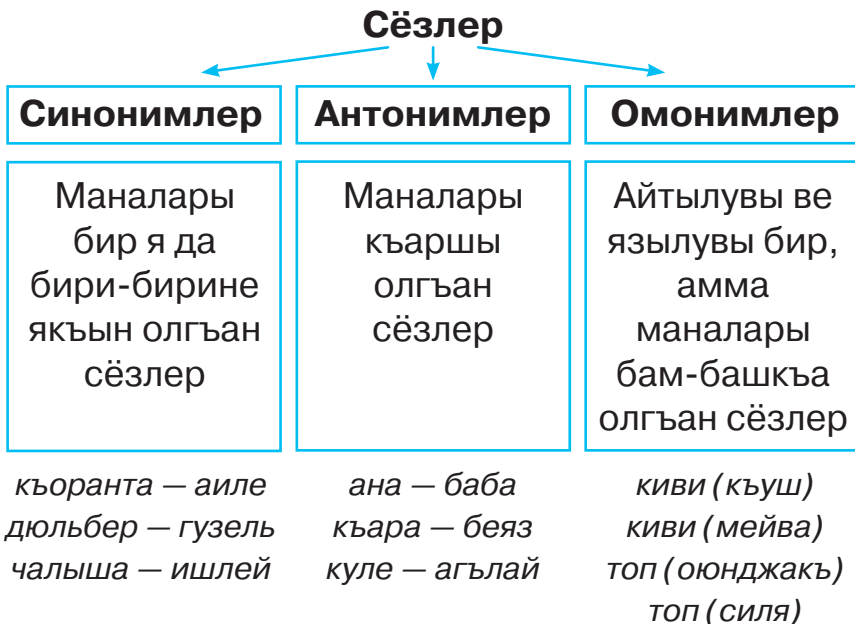 Сёзлер
Синонимлер
Маналары
бир я да
бири-бирине
якъын олгъан
сёзлер
къоранта — аиле
дюльбер — гузель
чалыша — ишлей
Антонимлер
Маналары
къаршы
олгъан
сёзлер
ана — баба
къара — беяз
куле — агълай
Омонимлер
Айтылувы ве
язылувы бир,
амма
маналары
бам-башкъа
олгъан сёзлер
киви (къуш)
киви (мейва)
топ (оюнджакъ)
топ (силя)